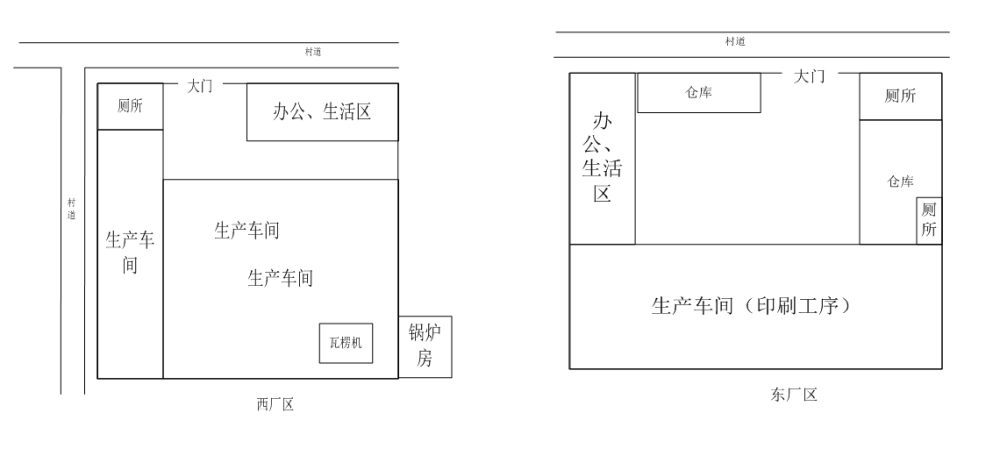 村道
大门
厕所
办公、生活区
村
道
生产车间
生产车
间
生产车间
瓦楞机
锅炉
房
西厂区
村道
大门
仓库
厕所
办
公、
生活
区
仓库
厕
所
生产车间（印刷工序）
东厂区